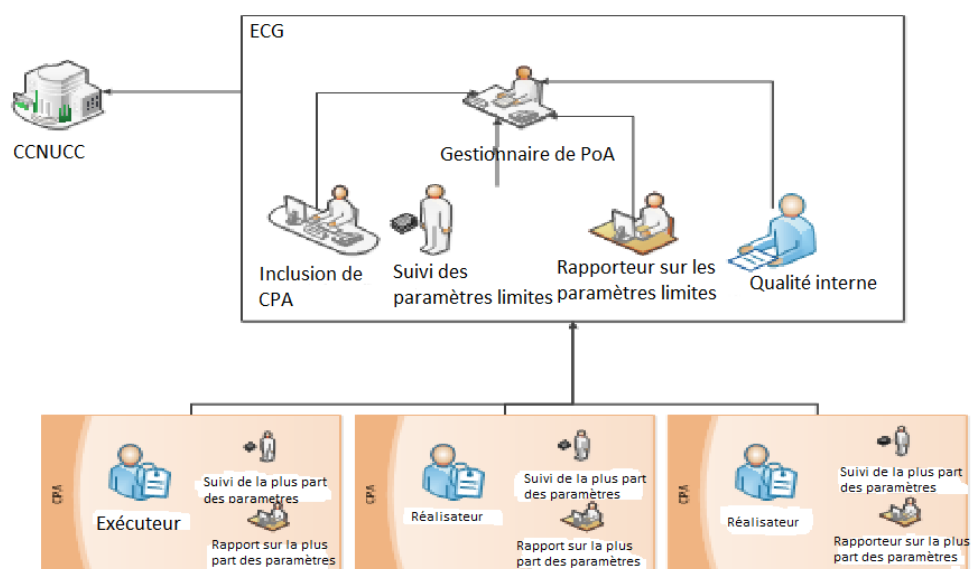 ECG
CCNUCC
Gestionnaire de PoA
Inclusion de
CPA
Suivi des
paramètres limites
Rapporteur sur les
paramètres limites
Qualité interne
CPA
Exécuteur
Suivi de la plus part
des paramètres
Rapport sur la plus
part des paramètres
CPA
Réalisateur
Suivi de la plus part
des paramètres
Rapport sur la plus
part des paramètres
CPA
Réalisateur
Suivi de la plus part
des paramètres
Rapporteur sur la plus
part des paramètres